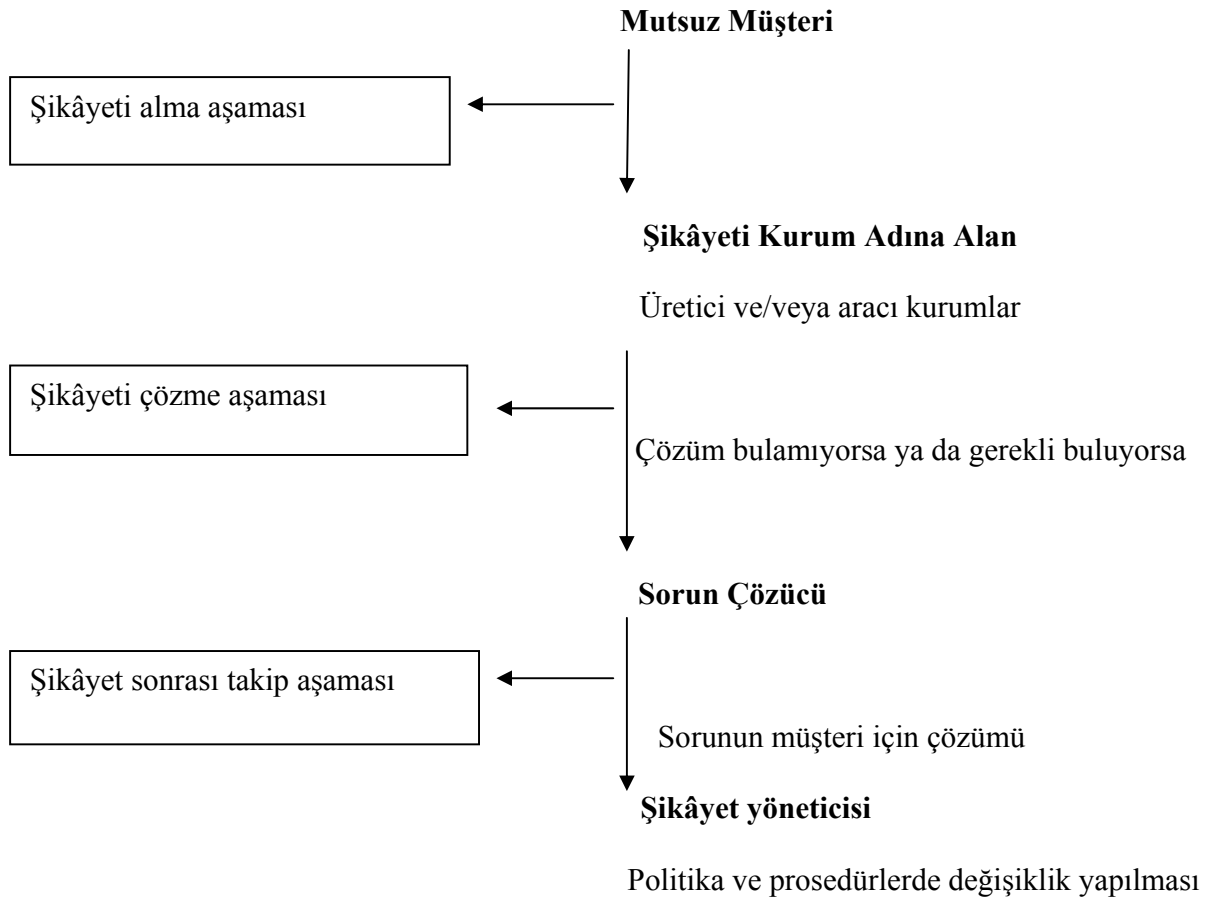 Mutsuz Müşteri
Şikâyeti alma aşaması
Şikâyeti Kurum Adına Alan
Üretici ve/veya aracı kurumlar
Şikâyeti çözme aşaması
Çözüm bulamıyorsa ya da gerekli buluyorsa
Sorun Çözücü
Şikâyet sonrası takip aşaması
Sorunun müşteri için çözümü
Şikâyet yöneticisi
Politika ve prosedürlerde değişiklik yapılması